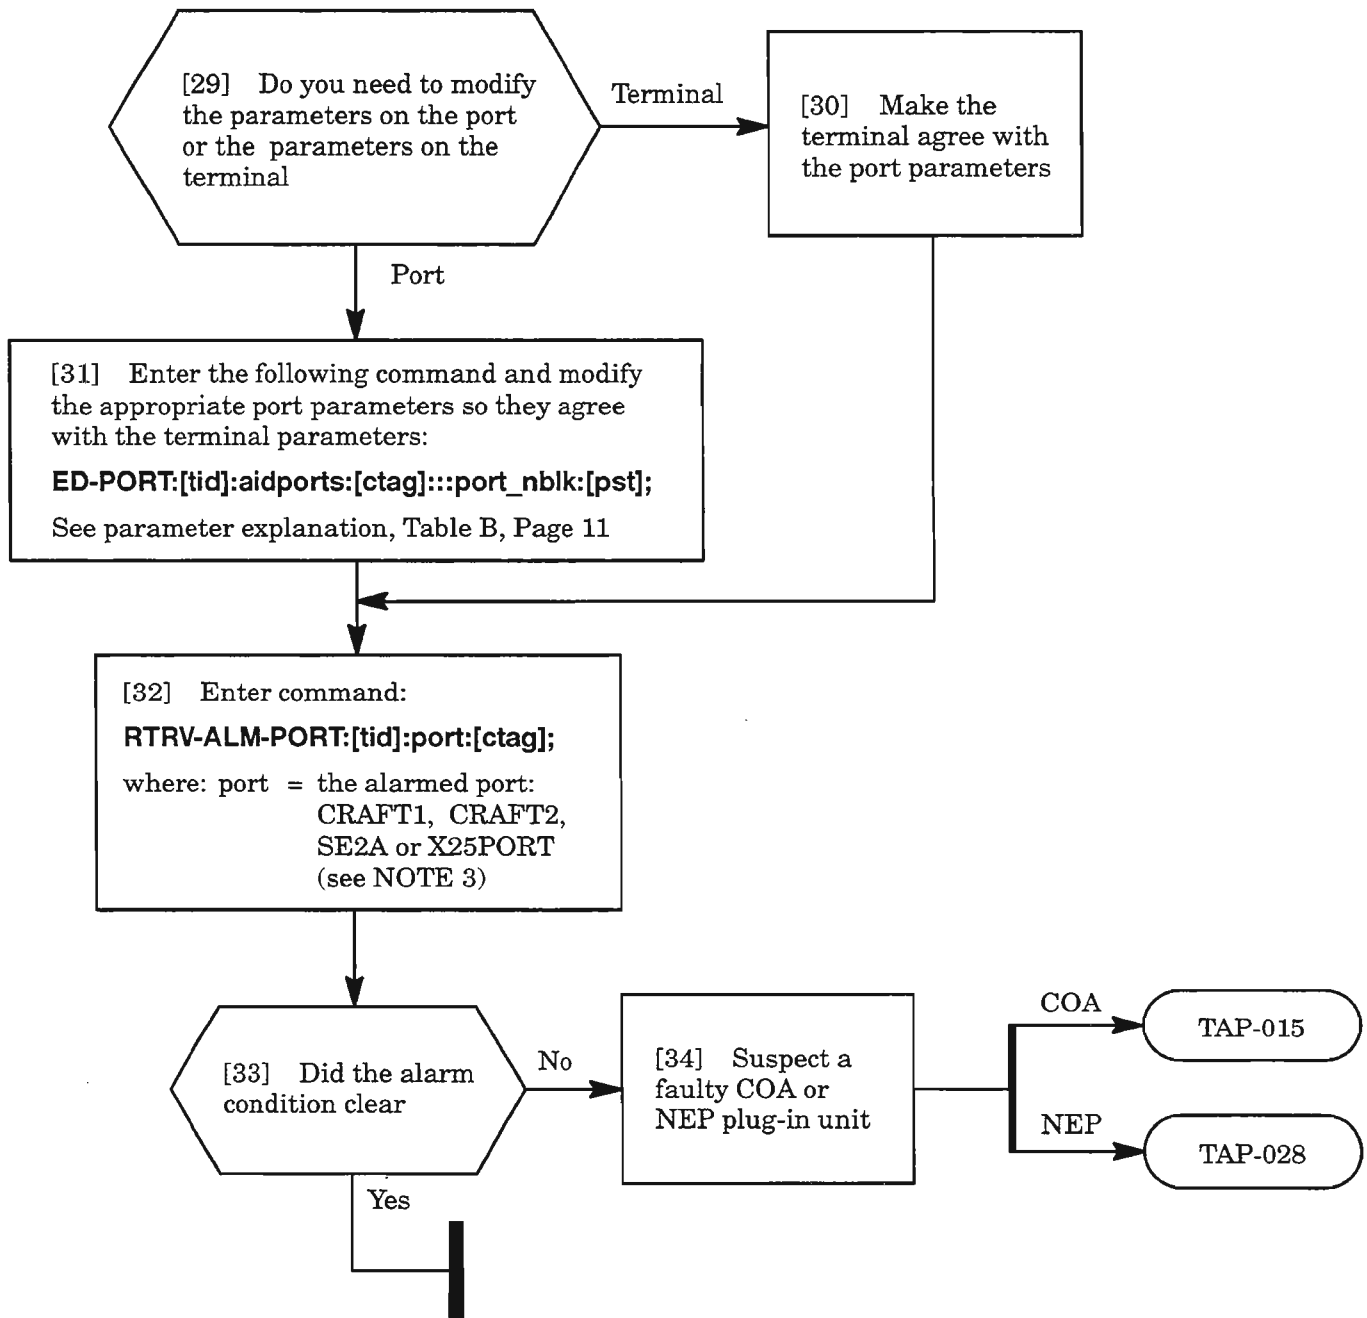 [29] Do you need to modify
the parameters on the port
or the parameters on the
terminal
Terminal
[30] Make the
terminal agree with
the port parameters
Port
[31] Enter the following command and modify
the appropriate port parameters so they agree
with the terminal parameters:
ED-PORT:[tid]:aidports:[ctag]:::port_nblk:[pst];
See parameter explanation, Table B, Page 11
[32] Enter command:
RTRV-ALM-PORT:[tid]:port:[ctag];
where: port = the alarmed port:
CRAFT1, CRAFT2,
SE2A or X25PORT
(see NOTE 3)
[33] Did the alarm
condition clear
No
[34] Suspect a
faulty COA or
NEP plug-in unit
COA
TAP-015
NEP
TAP-028
Yes